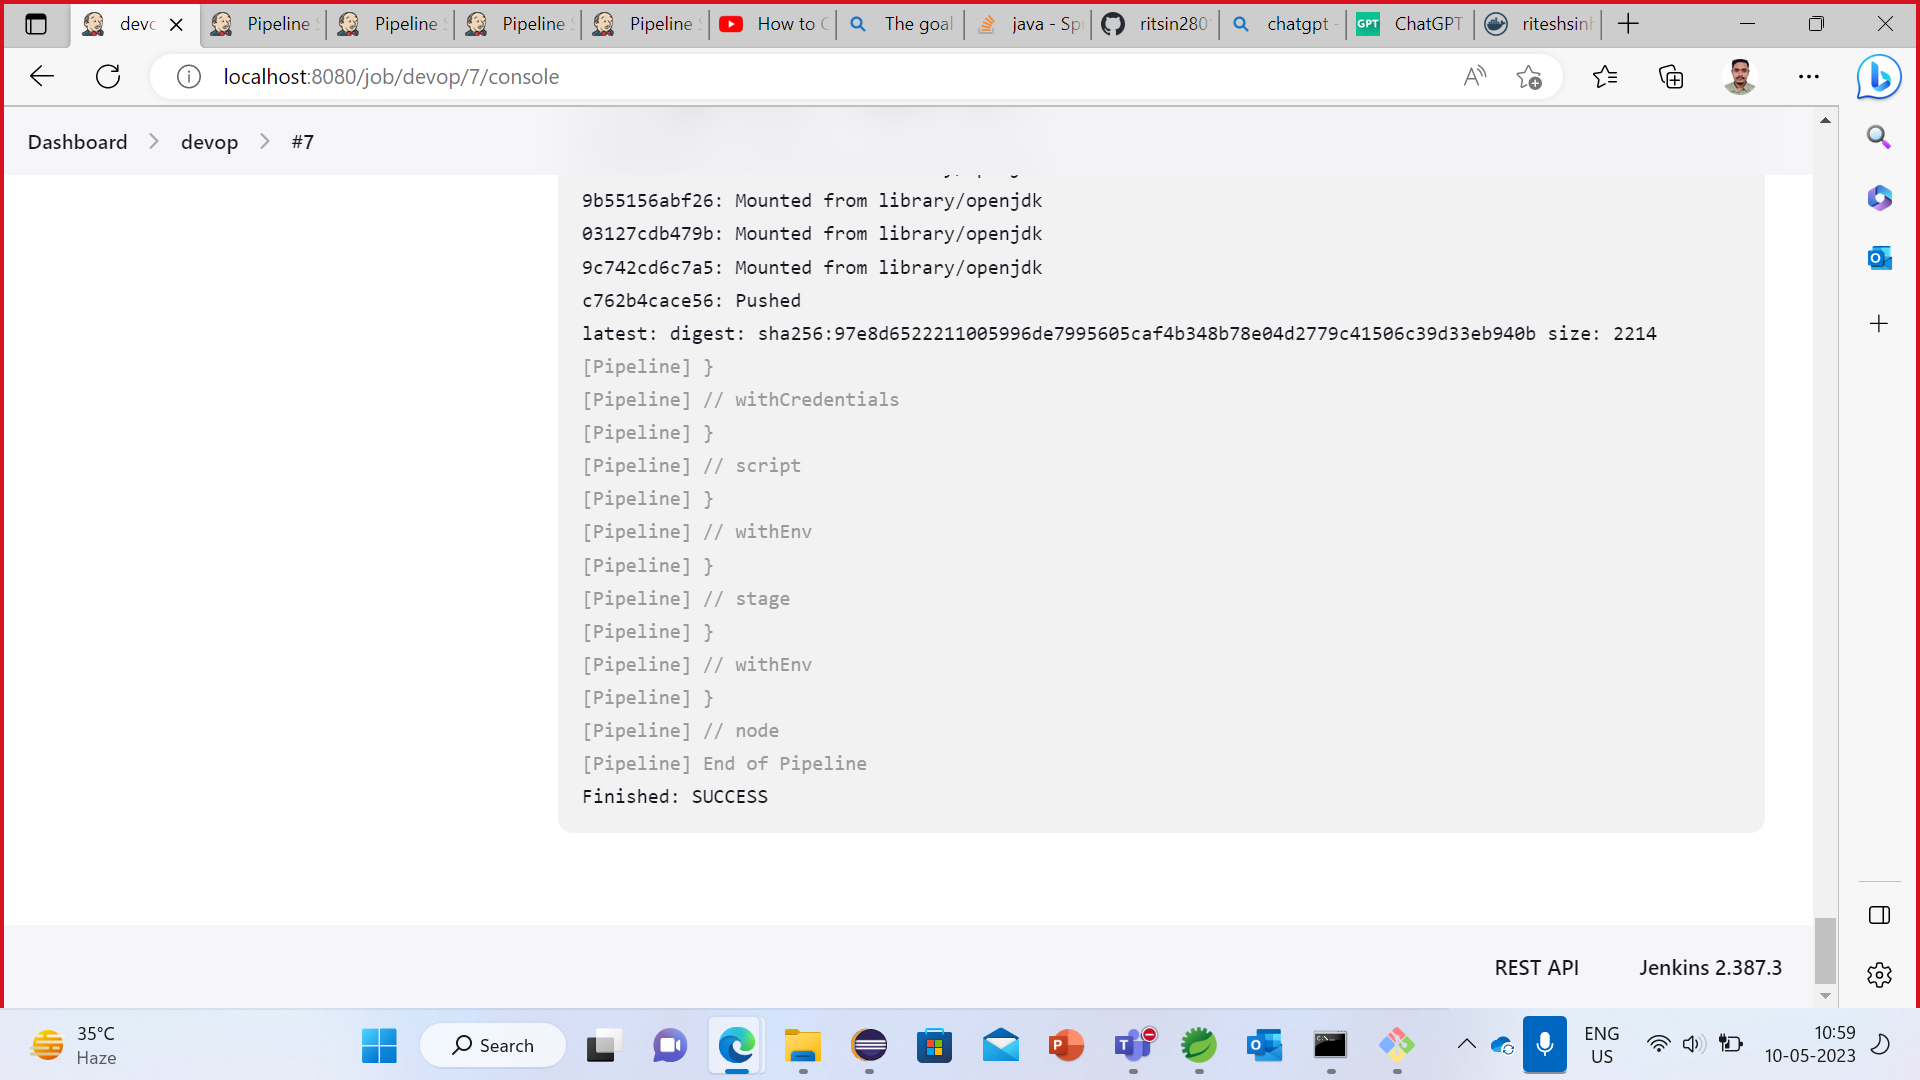 devc
Pipeline S
Pipeline S
Pipeline S
Pipeline S
How to C
The goal
java - Spr
ritsin280
chatgpt -
GPT
ChatGPT
riteshsinh
localhost:8080/job/devop/7/console
Dashboard
devop
#7
9b55156abf26: Mounted from library/openjdk
03127cdb479b: Mounted from library/openjdk
9c742cd6c7a5: Mounted from library/openjdk
c762b4cace56: Pushed
latest: digest: sha256:97e8d6522211005996de7995605caf4b348b78e04d2779c41506c39d33eb940b size: 2214
[Pipeline] }
[Pipeline] // withCredentials
[Pipeline] }
[Pipeline] // script
[Pipeline] }
[Pipeline] // withEnv
[Pipeline] }
[Pipeline] // stage
[Pipeline] }
[Pipeline] // withEnv
[Pipeline] }
[Pipeline] // node
[Pipeline] End of Pipeline
Finished: SUCCESS
REST API
Jenkins 2.387.3
35°C
Haze
Search
ENG
US
10:59
10-05-2023